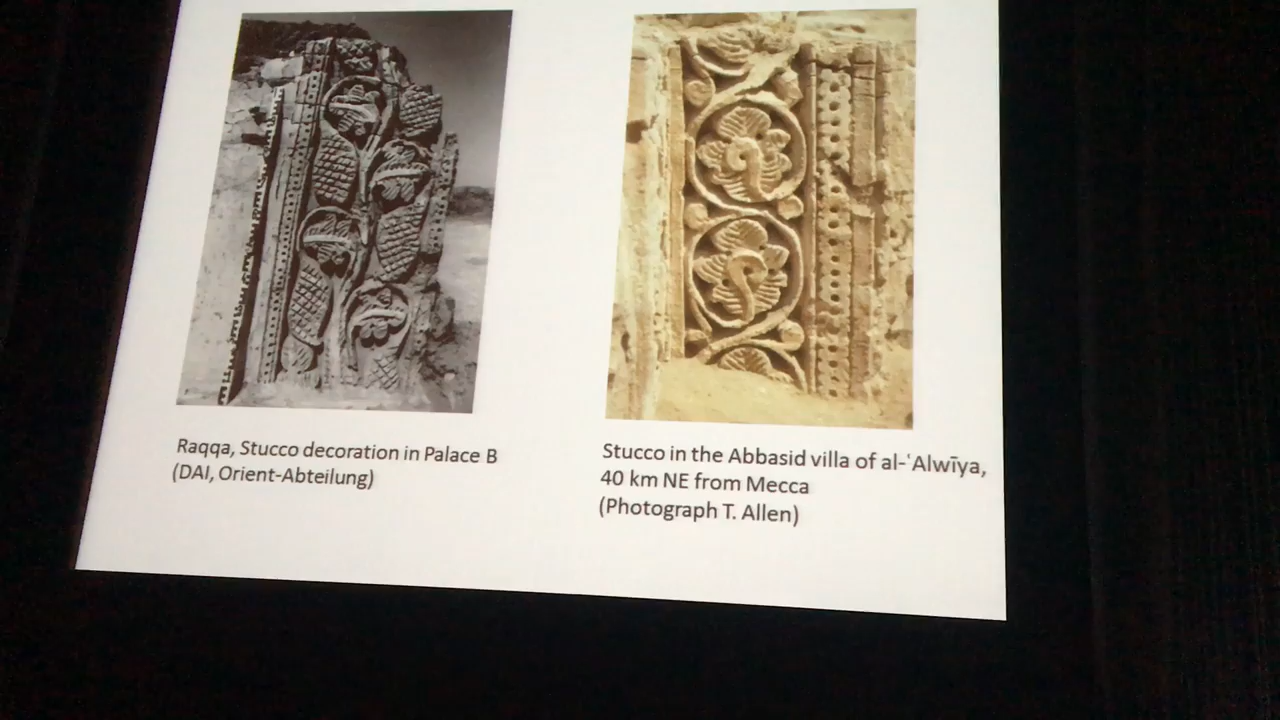 Raqqa, Stucco decoration in Palace B
(DAI, Orient-Abteilung)
Stucco in the Abbasid villa of al-ʿAlwīya,
40 km NE from Mecca
(Photograph T. Allen)